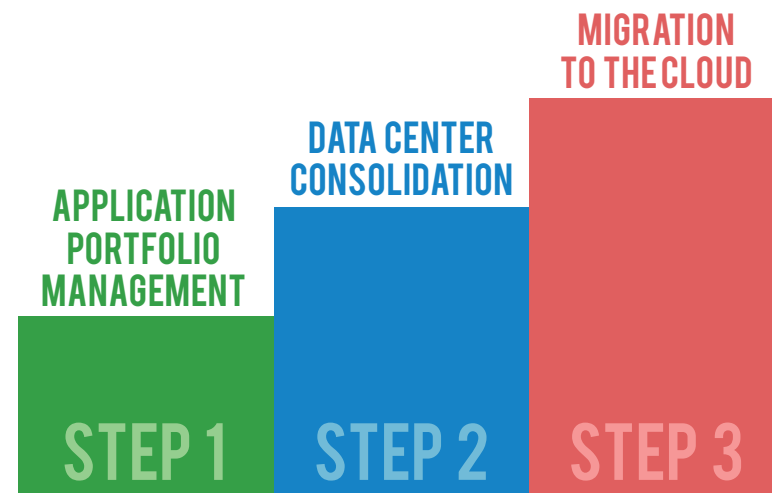 APPLICATION
PORTFOLIO
MANAGEMENT
STEP 1
DATA CENTER
CONSOLIDATION
STEP 2
MIGRATION
TO THE CLOUD
STEP 3